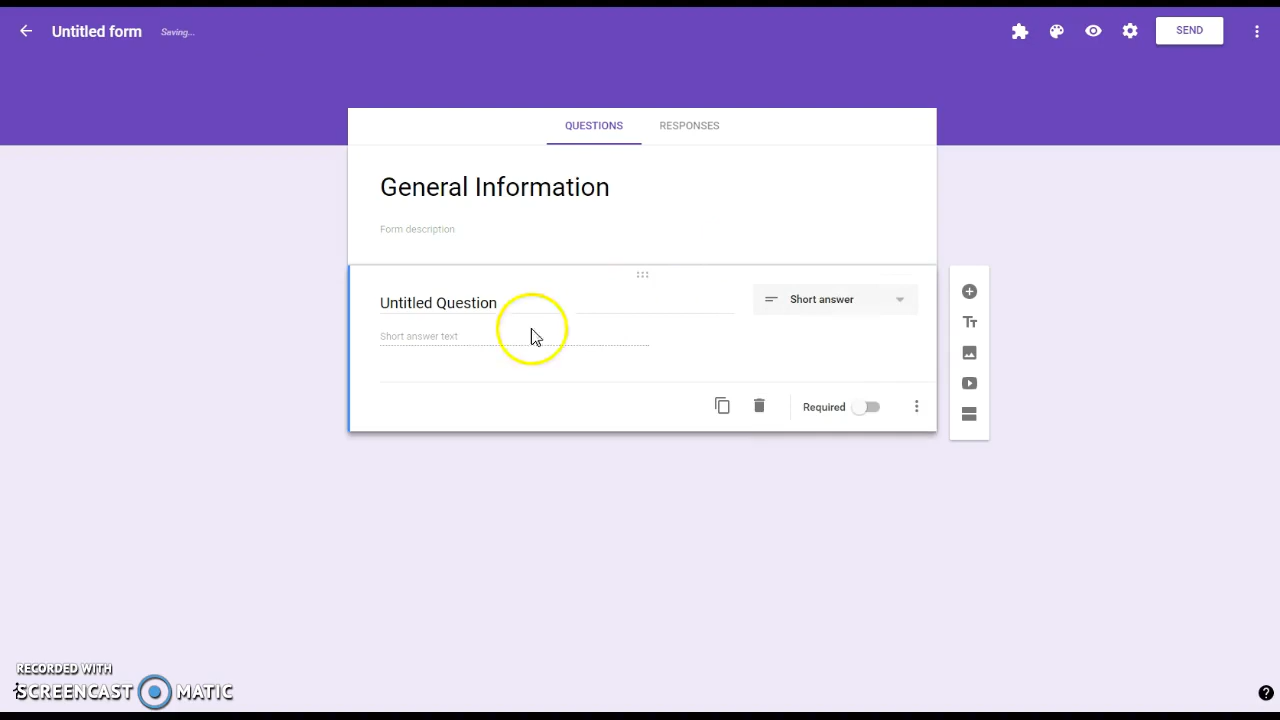 Untitled form
Saving...
SEND
QUESTIONS
RESPONSES
General Information
Form description
Untitled Question
Short answer
Short answer text
Required
RECORDED WITH
SCREENCAST MATIC
?